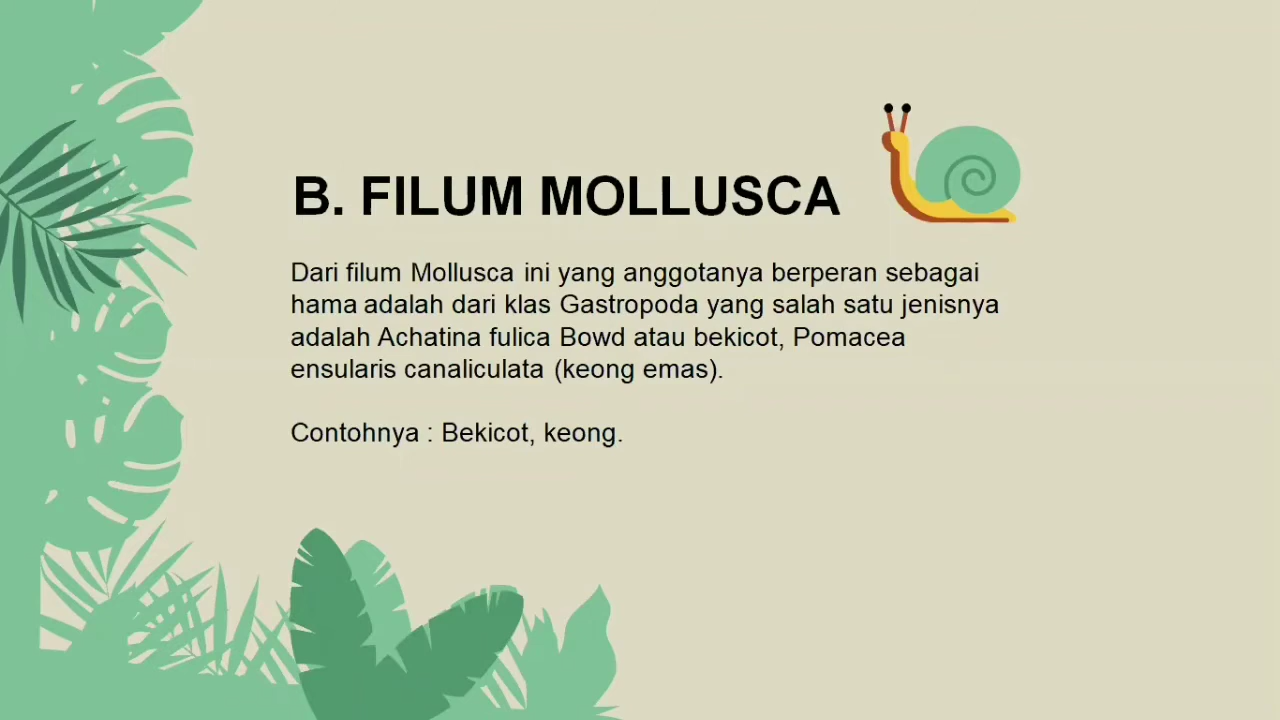 B. FILUM MOLLUSCA
Dari filum Mollusca ini yang anggotanya berperan sebagai
hama adalah dari klas Gastropoda yang salah satu jenisnya
adalah Achatina fulica Bowd atau bekicot, Pomacea
ensularis canaliculata (keong emas).
Contohnya : Bekicot, keong.